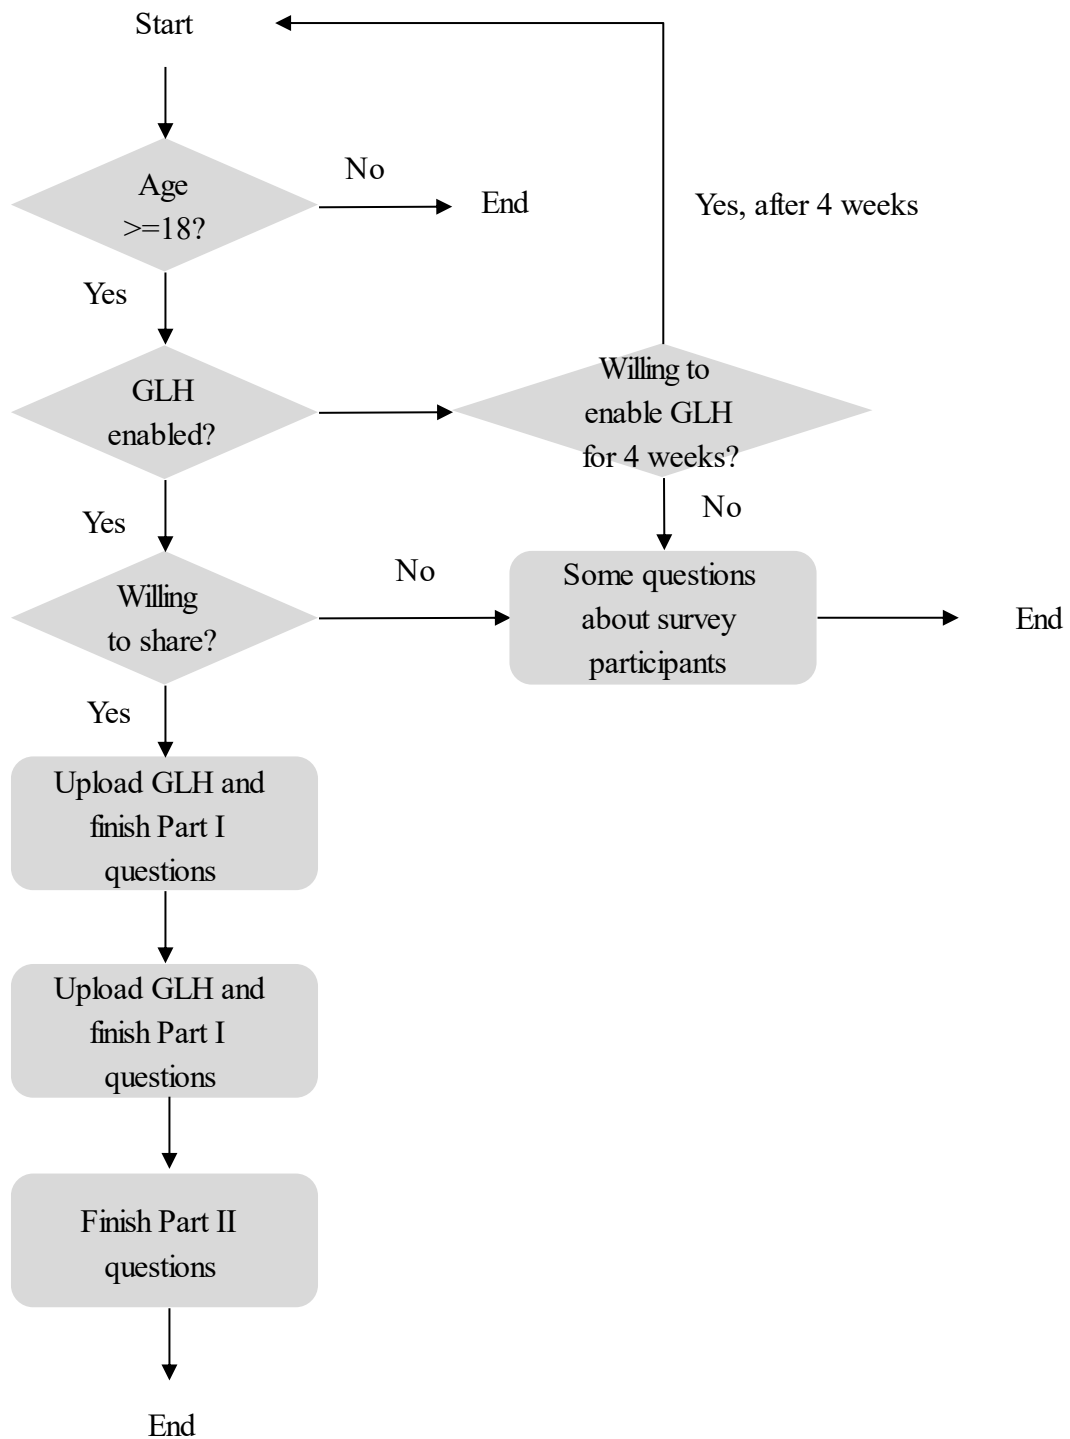 Start
No
Age
>=18?
End
Yes, after 4 weeks
Yes
GLH
enabled?
Willing to
enable GLH
for 4 weeks?
Yes
No
Willing
to share?
No
Some questions
about survey
participants
End
Yes
Upload GLH and
finish Part I
questions
Upload GLH and
finish Part I
questions
Finish Part II
questions
End